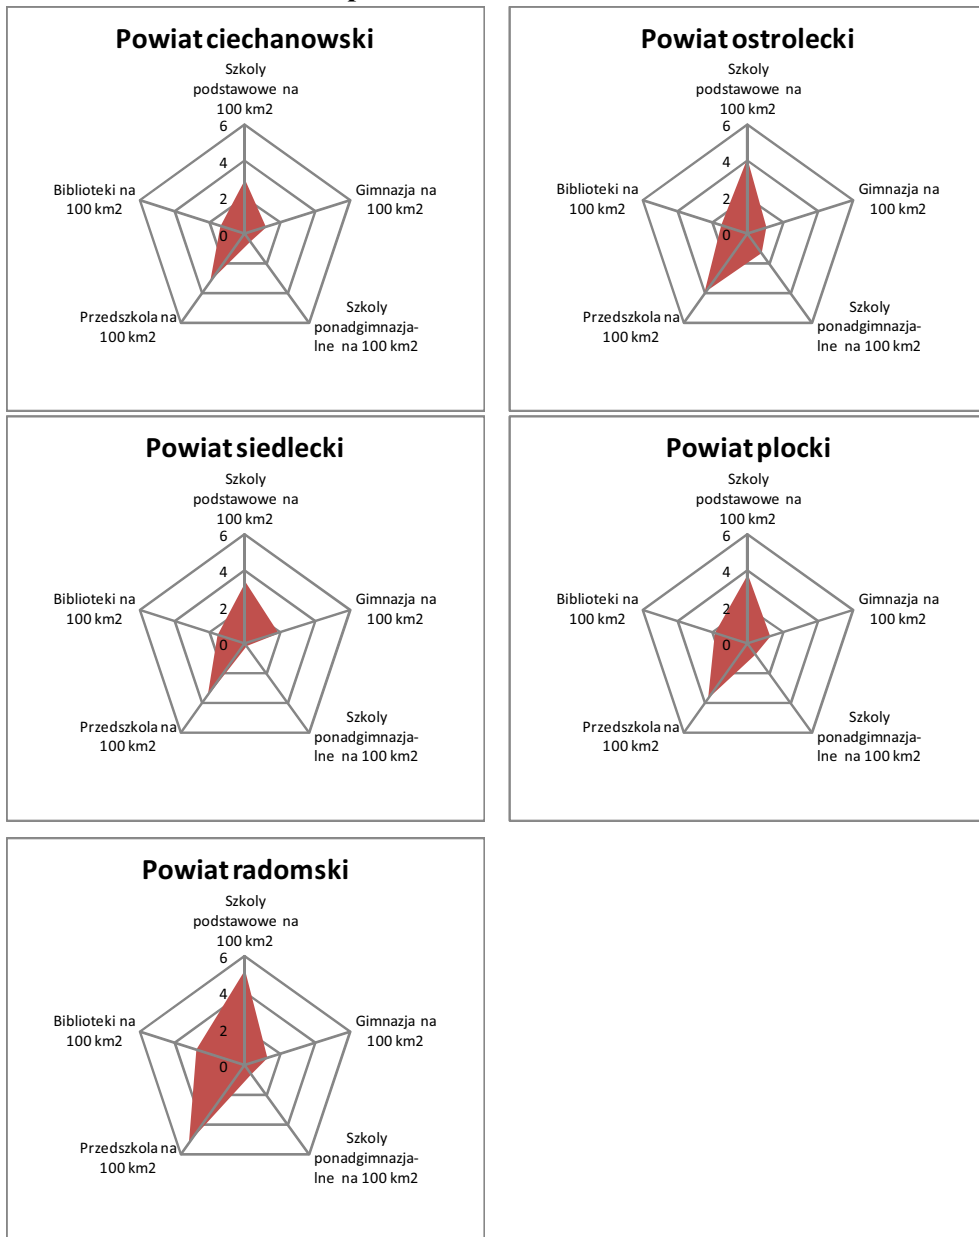 Powiat ciechanowski
Szkoly
podstawowe na
100 km2
6
4
2
0
Gimnazja na
100 km2
Szkoly
ponadgimnazja-
lne na 100 km2
Przedszkola na
100 km2
Biblioteki na
100 km2
Powiat ostrolecki
Szkoly
podstawowe na
100 km2
6
4
2
0
Gimnazja na
100 km2
Szkoly
ponadgimnazja-
lne na 100 km2
Przedszkola na
100 km2
Biblioteki na
100 km2
Powiat siedlecki
Szkoly
podstawowe na
100 km2
6
4
2
0
Gimnazja na
100 km2
Szkoly
ponadgimnazja-
lne na 100 km2
Przedszkola na
100 km2
Biblioteki na
100 km2
Powiat plocki
Szkoly
podstawowe na
100 km2
6
4
2
0
Gimnazja na
100 km2
Szkoly
ponadgimnazja-
lne na 100 km2
Przedszkola na
100 km2
Biblioteki na
100 km2
Powiat radomski
Szkoly
podstawowe na
100 km2
6
4
2
0
Gimnazja na
100 km2
Szkoly
ponadgimnazja-
lne na 100 km2
Przedszkola na
100 km2
Biblioteki na
100 km2